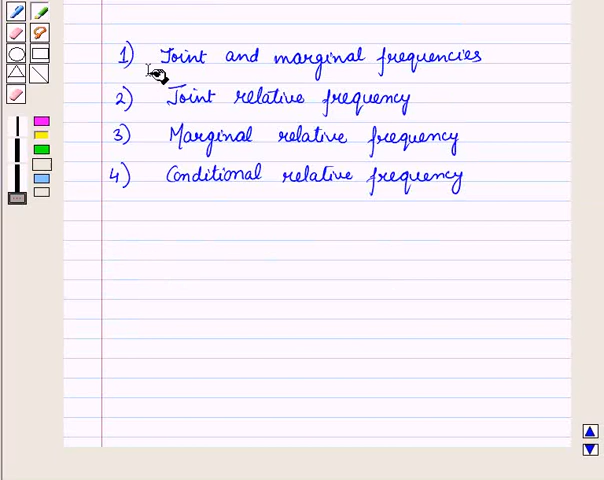 1) Joint and marginal frequencies
2) Joint relative frequency
3) Marginal relative frequency
4) Conditional relative frequency